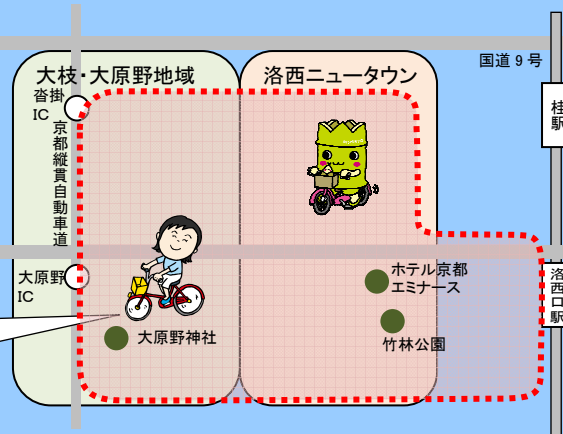 国道9号
大枝・大原野地域
洛西ニュータウン
沓掛
IC
京都縦貫自動車道
桂駅
大原野
IC
ホテル京都
エミナース
洛西口駅
竹林公園
大原野神社